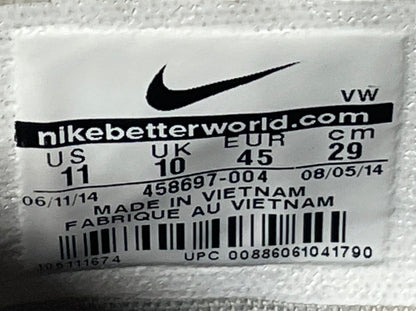 VW
nikebetterworld.com
US UK EUR cm
11 10 45 29
06/11/14 458697-004 08/05/14
MADE IN VIETNAM
FABRIQUE AU VIETNAM
105111674 UPC 00886061041790